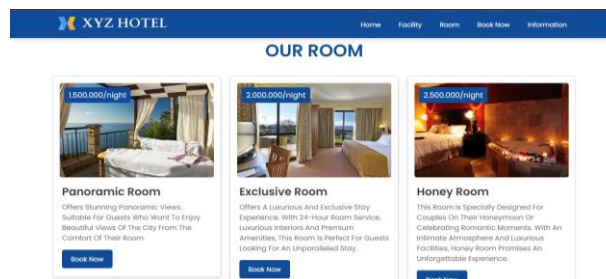 XYZ HOTEL
Home Facility Room Book Now Information
OUR ROOM
1.500.000/night
Panoramic Room
Offers Stunning Panoramic Views.
Suitable For Guests Who Want To Enjoy
Beautiful Views Of The City From The
Comfort Of Their Room.
Book Now
2.000.000/night
Exclusive Room
Offers A Luxurious And Exclusive Stay
Experience. With 24-Hour Room Service,
Luxurious Interiors And Premium
Amenities, This Room Is Perfect For Guests
Looking For An Unparalleled Stay.
Book Now
2.500.000/night
Honey Room
This Room Is Specially Designed For
Couples On Their Honeymoon Or
Celebrating Romantic Moments. With An
Intimate Atmosphere And Luxurious
Facilities, Honey Room Promises An
Unforgettable Experience.
Book Now